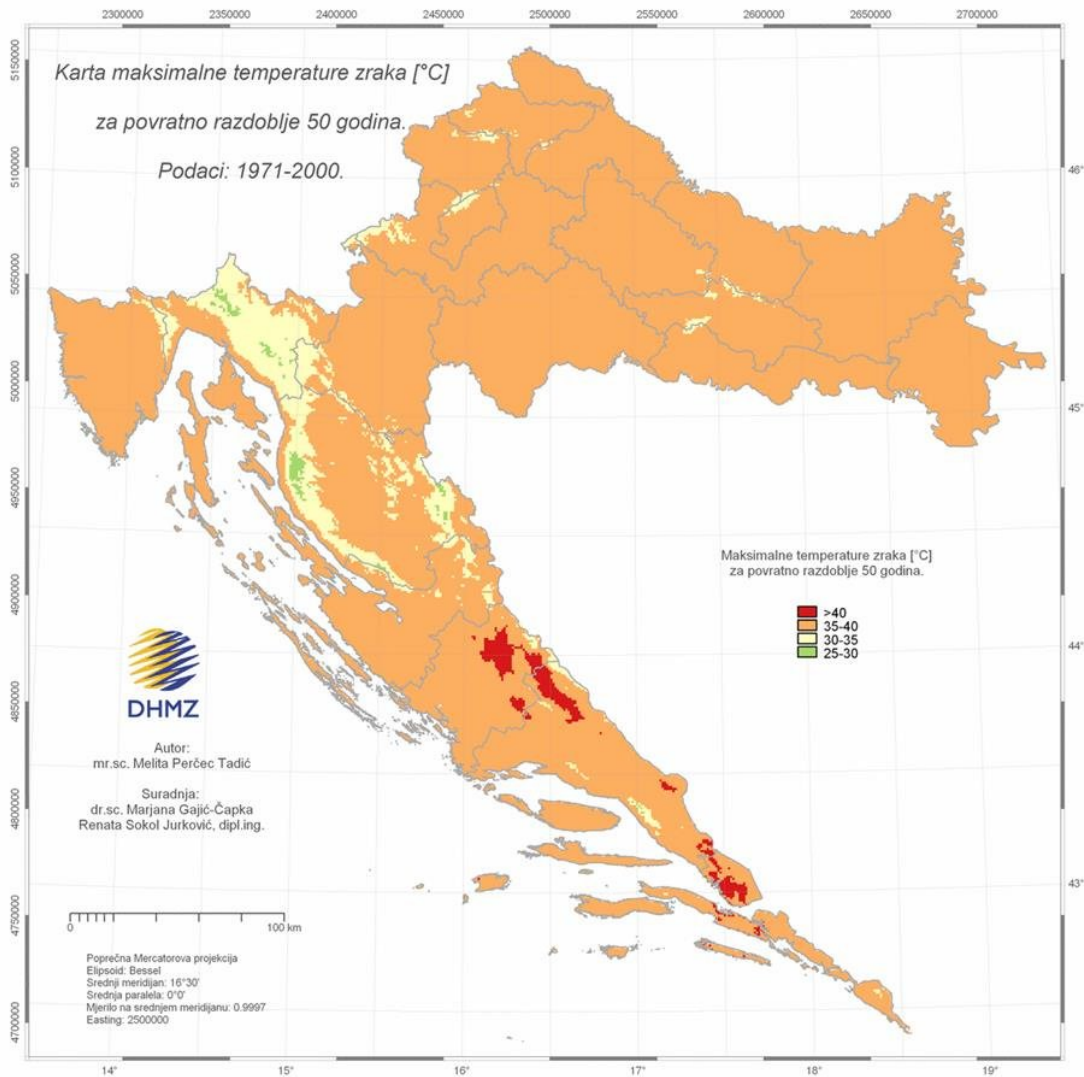 2300000 2350000 2400000 2450000 2500000 2550000 2600000 2650000 2700000
Karta maksimalne temperature zraka [°C]
za povratno razdoblje 50 godina.
Podaci: 1971-2000.
5150000
5100000
5050000
5000000
4950000
4900000
4850000
4800000
4750000
4700000
46°
45°
44°
43°
Maksimalne temperature zraka [°C]
za povratno razdoblje 50 godina.
>40
35-40
30-35
25-30
DHMZ
Autor:
mr.sc. Melita Perčec Tadić
Suradnja:
dr.sc. Marjana Gajić-Čapka
Renata Sokol Jurković, dipl.ing.
0 100 km
Poprečna Mercatorova projekcija
Elipsoid: Bessel
Srednji meridijan: 16°30'
Srednja paralela: 0°0'
Mjerilo na srednjem meridijanu: 0.9997
Easting: 2500000
14° 15° 16° 17° 18° 19°